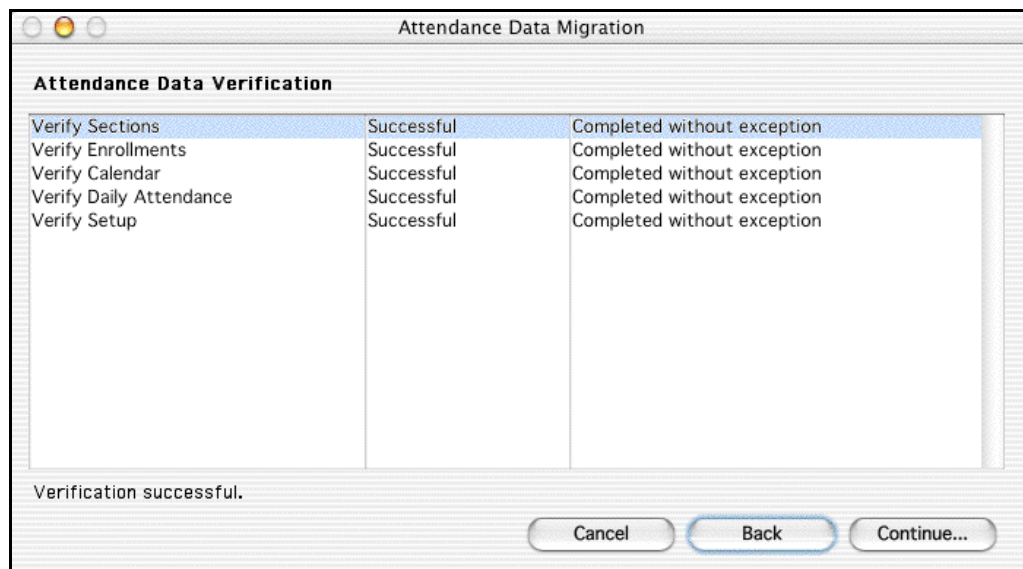 Attendance Data Migration
Attendance Data Verification
Verify Sections Successful Completed without exception
Verify Enrollments Successful Completed without exception
Verify Calendar Successful Completed without exception
Verify Daily Attendance Successful Completed without exception
Verify Setup Successful Completed without exception
Verification successful.
Cancel Back Continue...